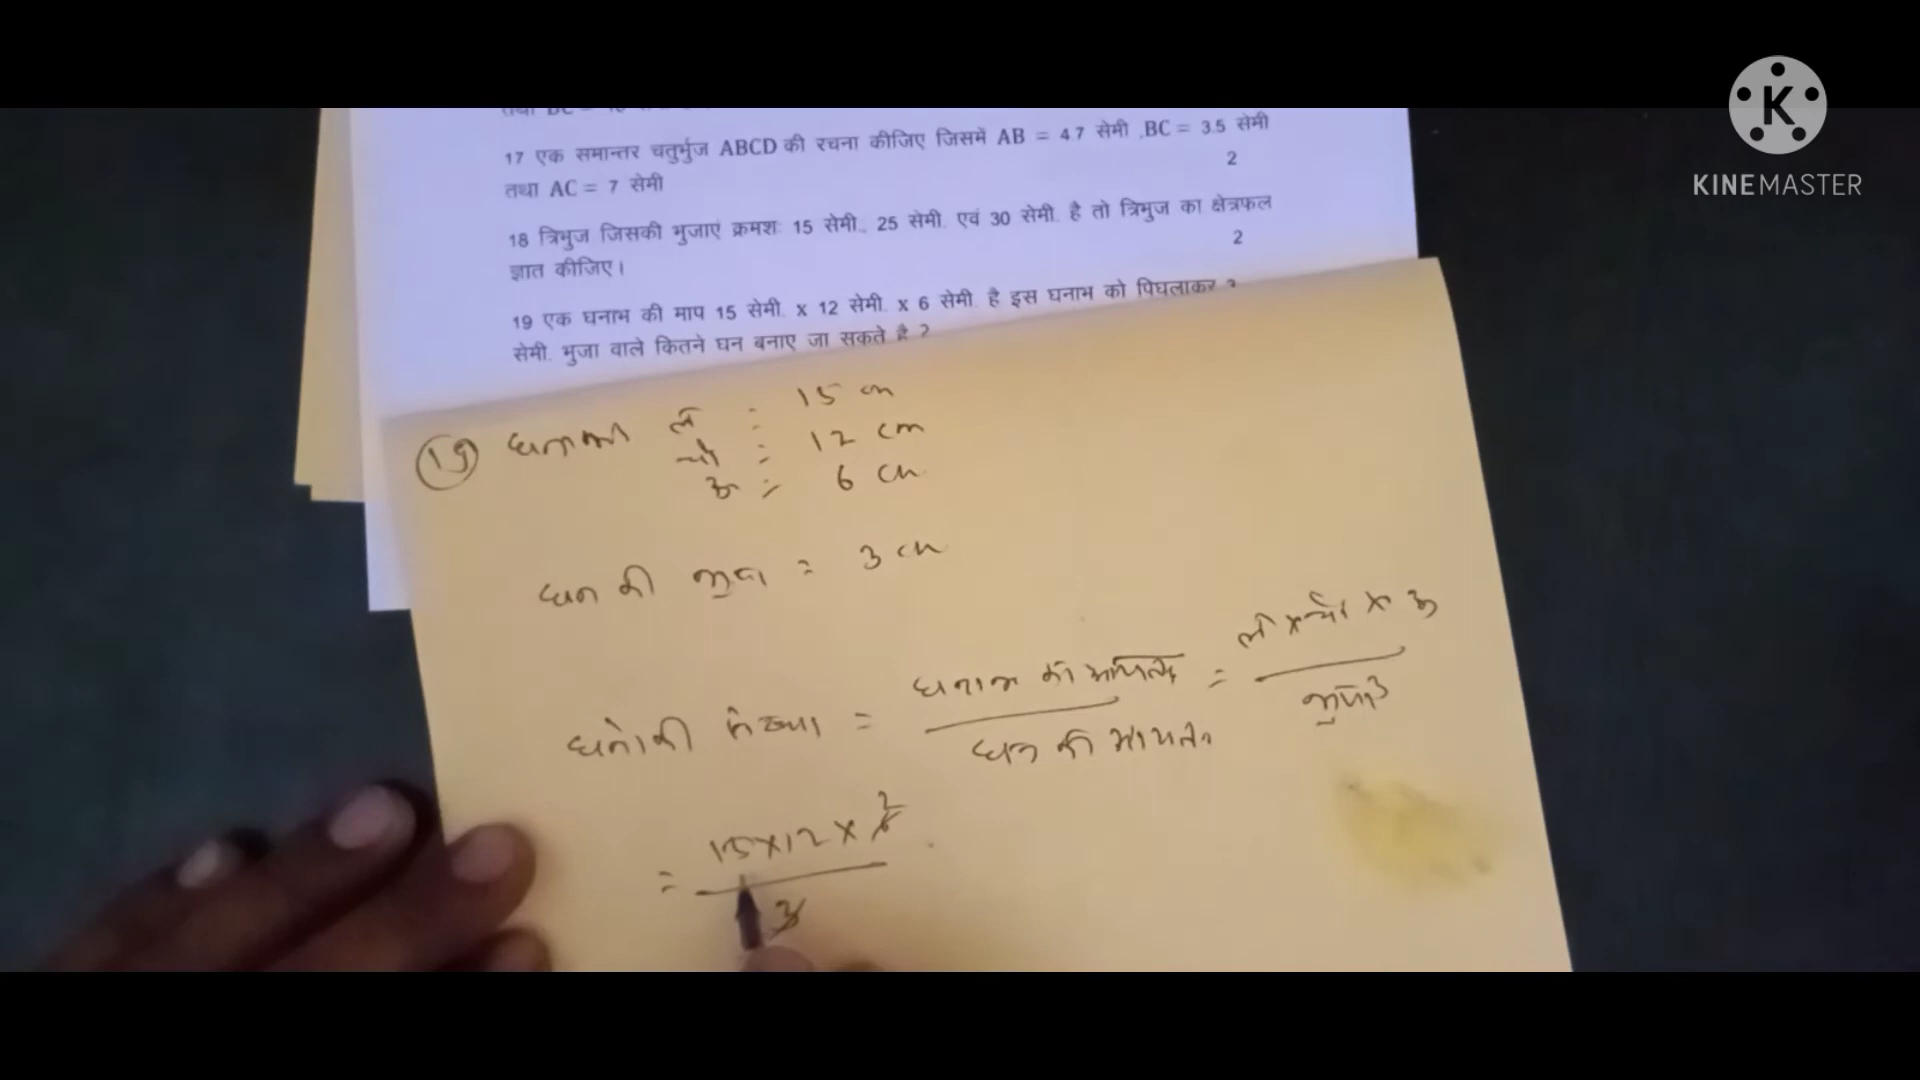 KINEMASTER
17 एक समान्तर चतुर्भुज ABCD की रचना कीजिए जिसमें AB = 4.7 सेमी ,BC = 3.5 सेमी
तथा AC = 7 सेमी 2
18 त्रिभुज जिसकी भुजाएं क्रमशः 15 सेमी., 25 सेमी. एवं 30 सेमी. है तो त्रिभुज का क्षेत्रफल
ज्ञात कीजिए। 2
19 एक घनाभ की माप 15 सेमी. x 12 सेमी. x 6 सेमी. है इस घनाभ को पिघलाकर
सेमी. भुजा वाले कितने घन बनाए जा सकते है ?
19 ल = 15 cm
चौ = 12 cm
ऊ = 6 cm
घन की भुजा = 3 cm
घनो की संख्या = घनाभ का आयतन / घन की आयतन = ल × चौ × ऊ / भुजा3
= 15×12×6 2
3